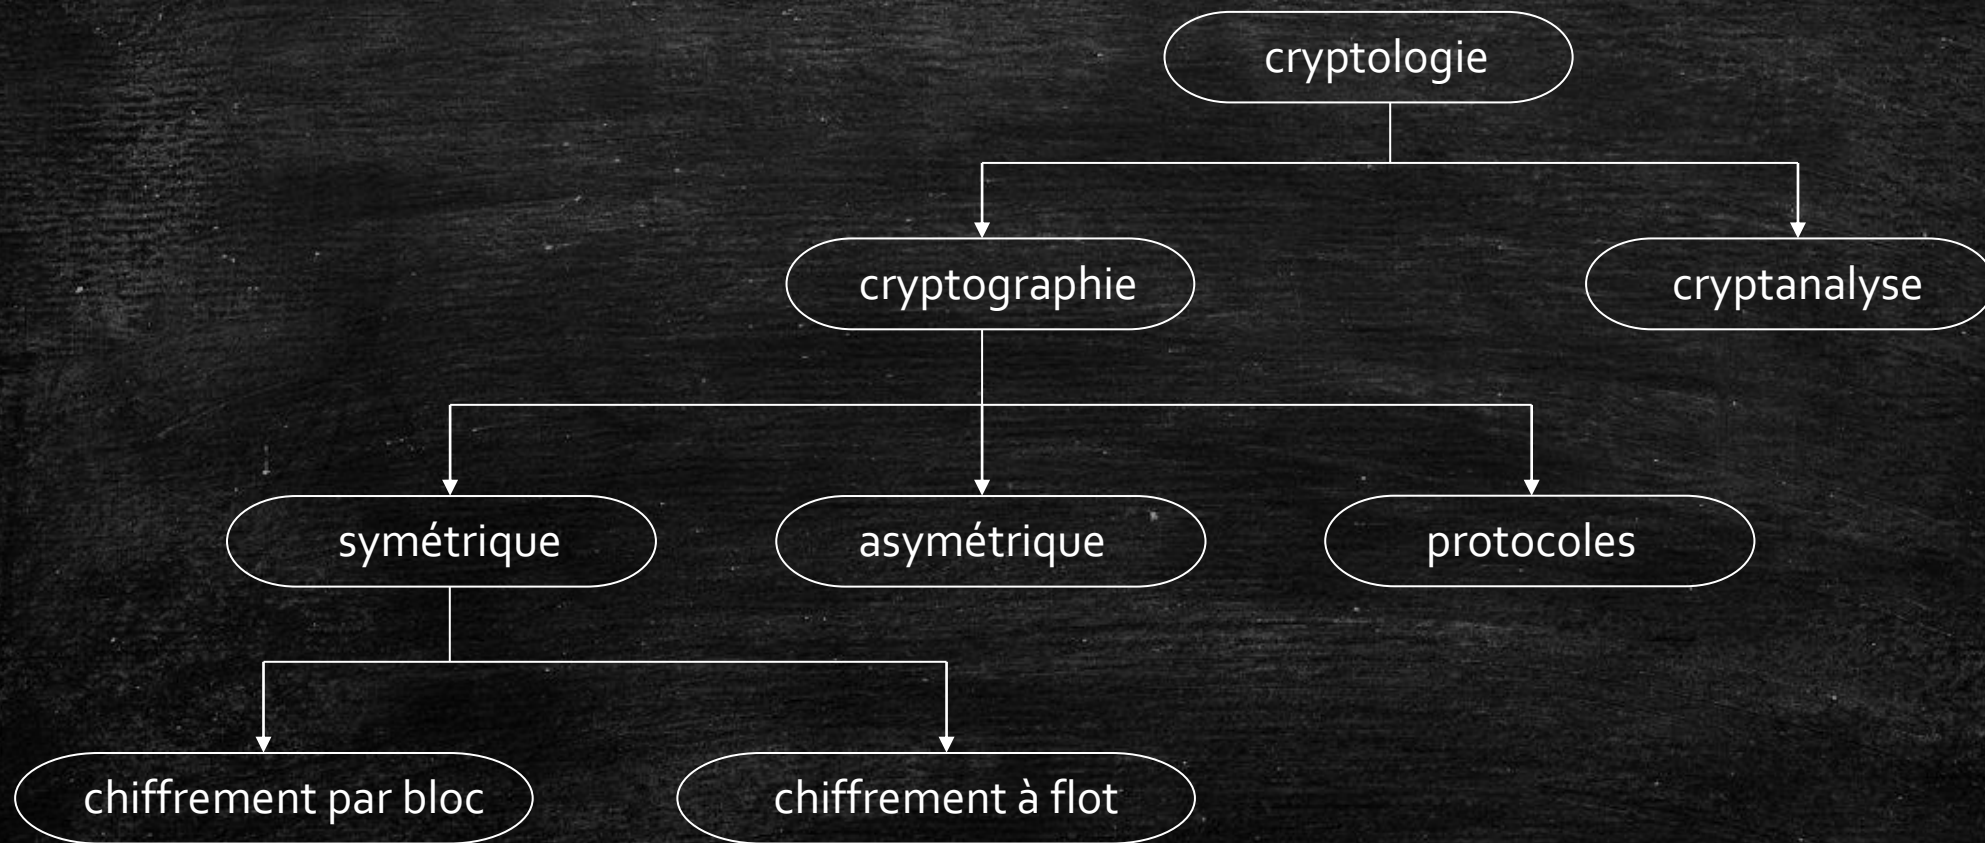 cryptologie
cryptographie
cryptanalyse
symétrique
asymétrique
protocoles
chiffrement par bloc
chiffrement à flot